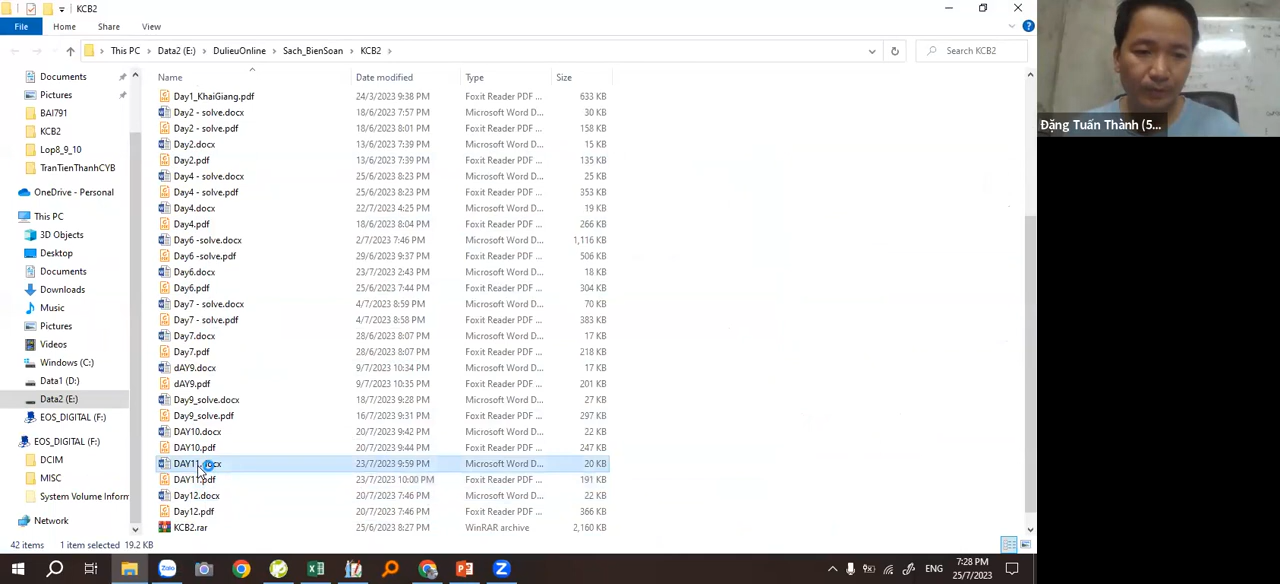 KCB2
File Home Share View
This PC Data2 (E:) DulieuOnline Sach_BienSoan KCB2 Search KCB2
Name Date modified Type Size
Documents
Pictures
BAI791
KCB2
Lop8_9_10
TranTienThanhCYB
OneDrive - Personal
This PC
3D Objects
Desktop
Documents
Downloads
Music
Pictures
Videos
Windows (C:)
Data1 (D:)
Data2 (E:)
EOS_DIGITAL (F:)
EOS_DIGITAL (F:)
DCIM
MISC
System Volume Inform
Network
Day1_KhaiGiang.pdf 24/3/2023 9:38 PM Foxit Reader PDF ... 633 KB
Day2 - solve.docx 18/6/2023 7:57 PM Microsoft Word D... 30 KB
Day2 - solve.pdf 18/6/2023 8:01 PM Foxit Reader PDF ... 158 KB
Day2.docx 13/6/2023 7:39 PM Microsoft Word D... 15 KB
Day2.pdf 13/6/2023 7:39 PM Foxit Reader PDF ... 135 KB
Day4 - solve.docx 25/6/2023 8:23 PM Microsoft Word D... 25 KB
Day4 - solve.pdf 25/6/2023 8:23 PM Foxit Reader PDF ... 353 KB
Day4.docx 22/7/2023 4:25 PM Microsoft Word D... 19 KB
Day4.pdf 18/6/2023 8:04 PM Foxit Reader PDF ... 266 KB
Day6 -solve.docx 2/7/2023 7:46 PM Microsoft Word D... 1,116 KB
Day6 -solve.pdf 29/6/2023 9:37 PM Foxit Reader PDF ... 506 KB
Day6.docx 23/7/2023 2:43 PM Microsoft Word D... 18 KB
Day6.pdf 25/6/2023 7:44 PM Foxit Reader PDF ... 304 KB
Day7 - solve.docx 4/7/2023 8:59 PM Microsoft Word D... 70 KB
Day7 - solve.pdf 4/7/2023 8:58 PM Foxit Reader PDF ... 383 KB
Day7.docx 28/6/2023 8:07 PM Microsoft Word D... 17 KB
Day7.pdf 28/6/2023 8:07 PM Foxit Reader PDF ... 218 KB
dAY9.docx 9/7/2023 10:34 PM Microsoft Word D... 17 KB
dAY9.pdf 9/7/2023 10:35 PM Foxit Reader PDF ... 201 KB
Day9_solve.docx 18/7/2023 9:28 PM Microsoft Word D... 27 KB
Day9_solve.pdf 16/7/2023 9:31 PM Foxit Reader PDF ... 297 KB
DAY10.docx 20/7/2023 9:42 PM Microsoft Word D... 22 KB
DAY10.pdf 20/7/2023 9:44 PM Foxit Reader PDF ... 247 KB
DAY11.docx 23/7/2023 9:59 PM Microsoft Word D... 20 KB
DAY11.pdf 23/7/2023 10:00 PM Foxit Reader PDF ... 191 KB
Day12.docx 20/7/2023 7:46 PM Microsoft Word D... 22 KB
Day12.pdf 20/7/2023 7:46 PM Foxit Reader PDF ... 366 KB
KCB2.rar 25/6/2023 8:27 PM WinRAR archive 2,160 KB
42 items 1 item selected 19.2 KB
Zalo ENG 7:28 PM
25/7/2023
Đặng Tuấn Thành (5...